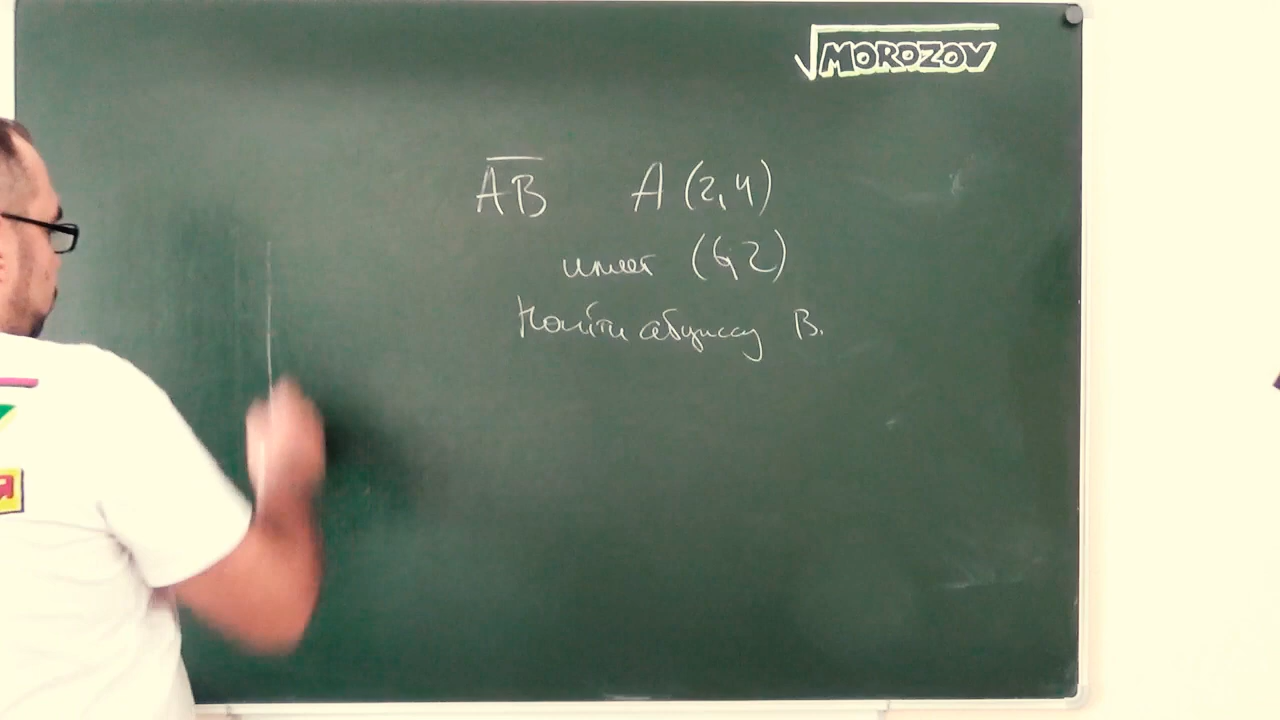 √MOROZOV
AB A (2,4)
имеет (6,2)
Найти абсциссу B.
Я